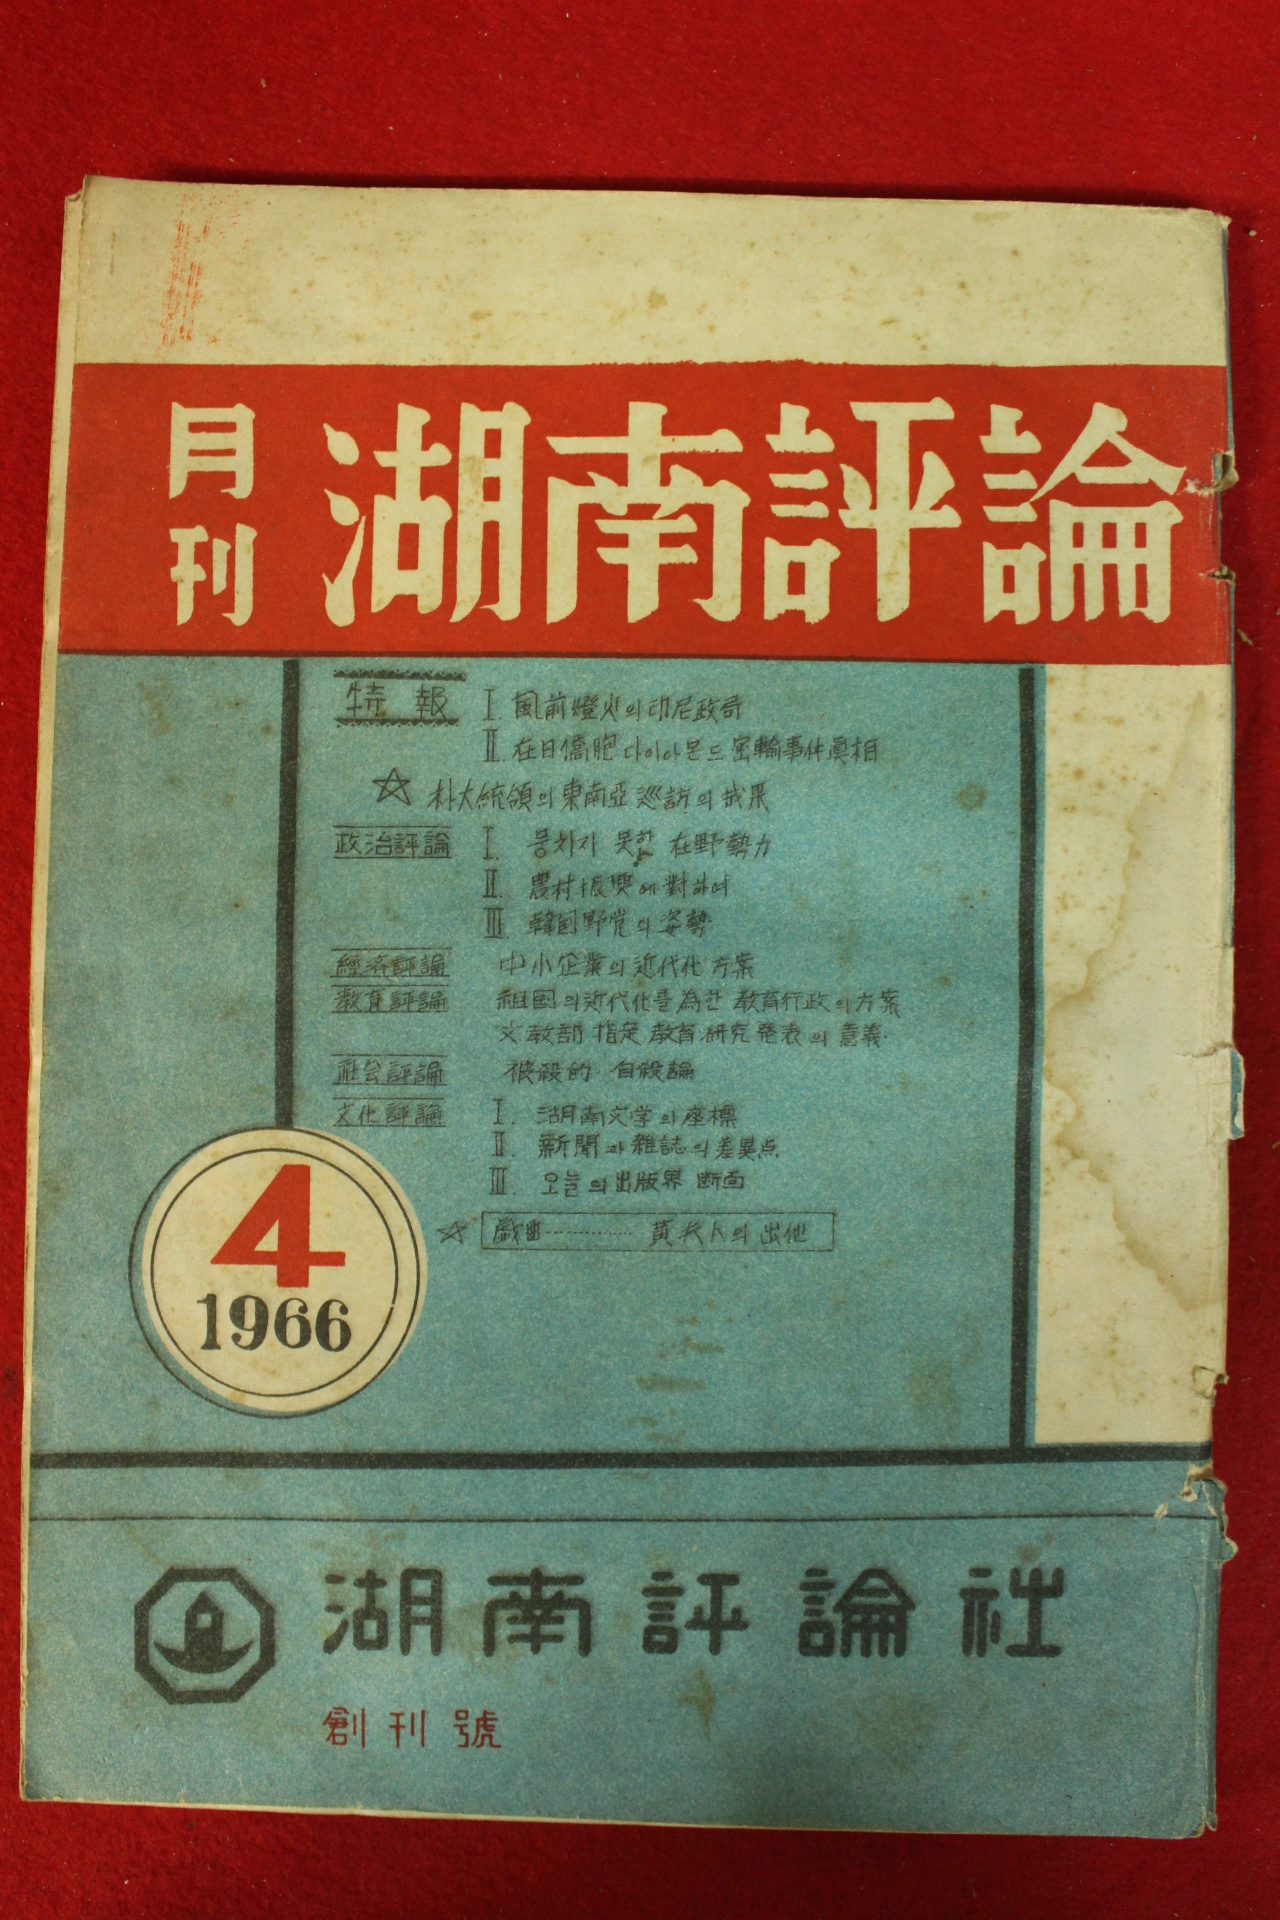 月刊 湖南評論
特報 Ⅰ. 風前燈火의 印尼政局
Ⅱ. 在日僑胞 다이아몬드 密輸事件眞相
☆ 朴大統領의 東南亞 巡訪의 成果
政治評論 Ⅰ. 뭉치지 못한 在野勢力
Ⅱ. 農村振興에 對하여
Ⅲ. 韓國野党의 姿勢
經済評論 中小企業의 近代化 方案
教育評論 祖國의 近代化를 為한 教育行政의 方案
文教部 指定 教育研究 発表의 意義
社会評論 被殺的 自殺論
文化評論 Ⅰ. 湖南文学의 座標
Ⅱ. 新聞과 雜誌의 差異点
Ⅲ. 오늘의 出版界 断面
☆ 戯曲 ............ 黄夫人의 出他
4
1966
湖南評論社
創刊號